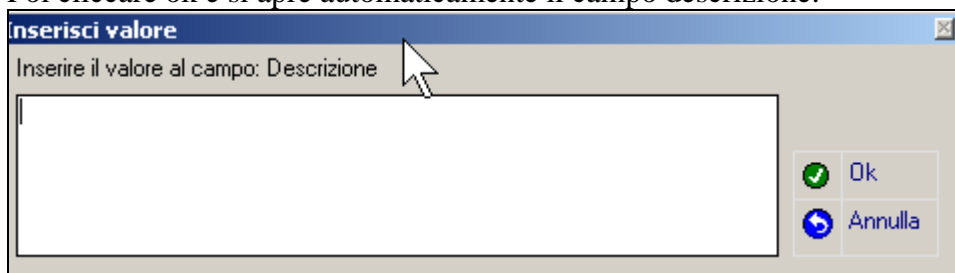 Poi cliccare ok e si apre automaticamente il campo descrizione.
Inserisci valore
Inserire il valore al campo: Descrizione
Ok
Annulla